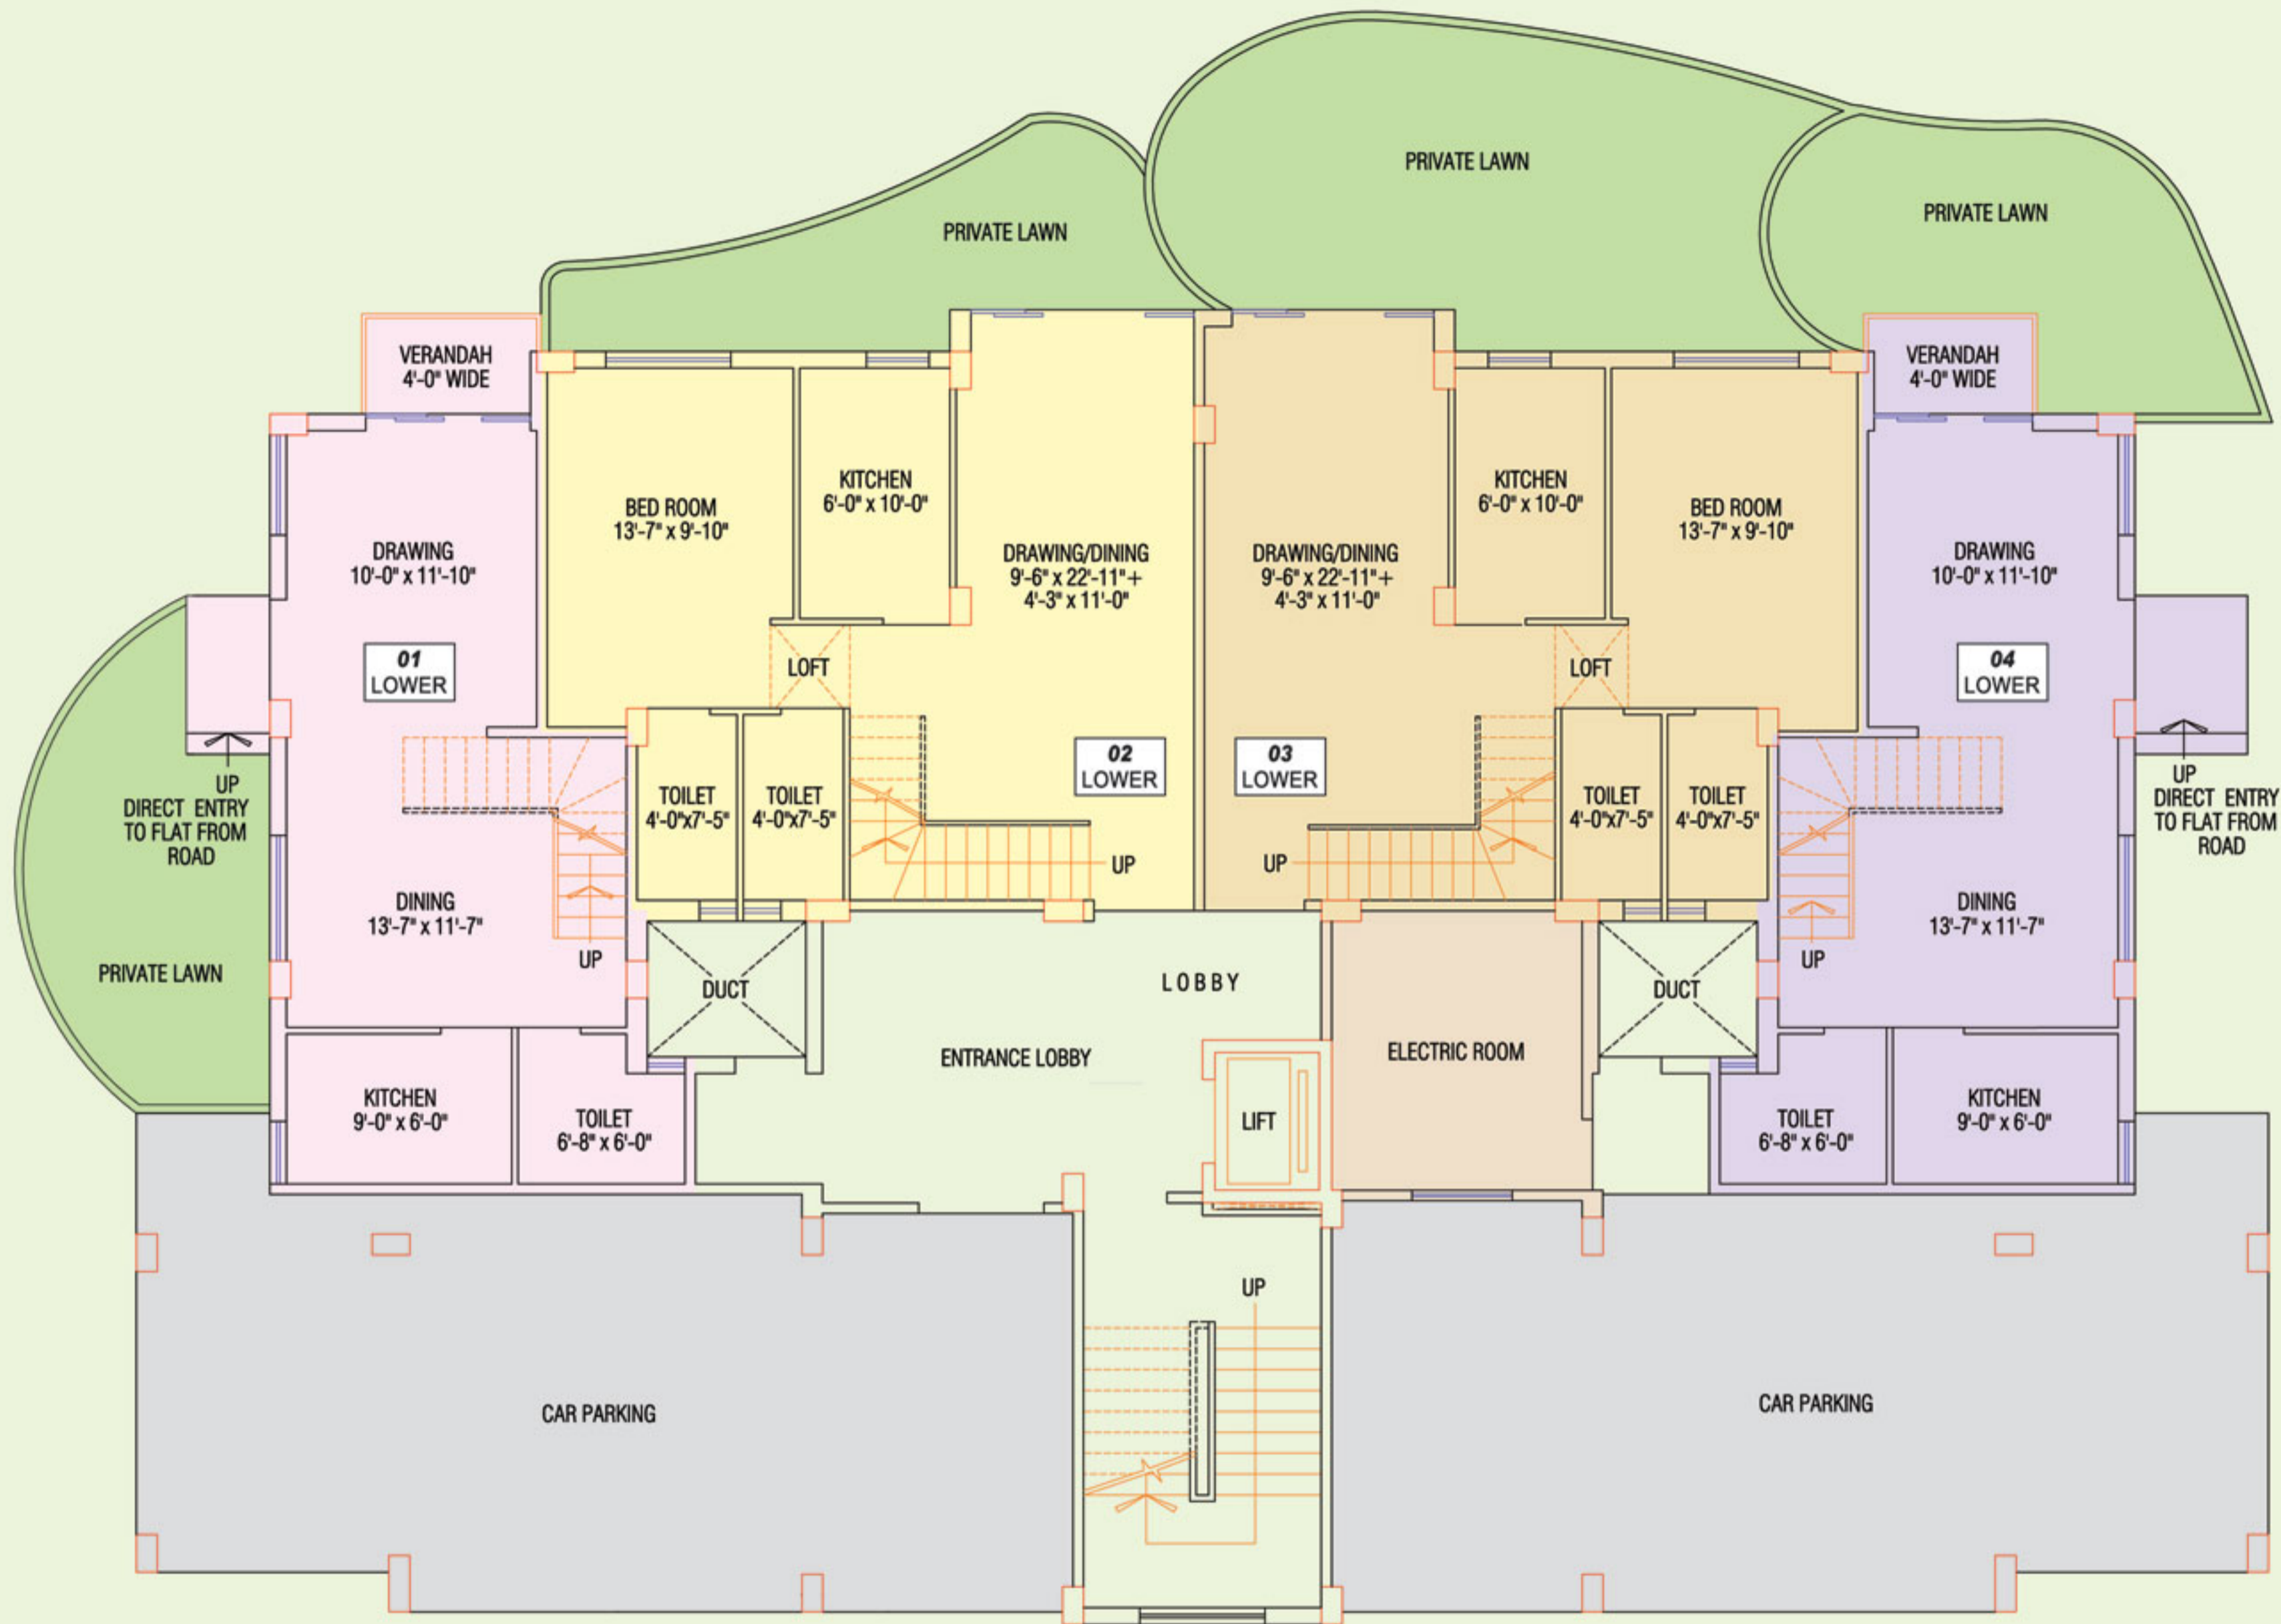 PRIVATE LAWN
PRIVATE LAWN
PRIVATE LAWN
VERANDAH
4'-0" WIDE
VERANDAH
4'-0" WIDE
BED ROOM
13'-7" x 9'-10"
KITCHEN
6'-0" x 10'-0"
DRAWING/DINING
9'-6" x 22'-11"+
4'-3" x 11'-0"
DRAWING/DINING
9'-6" x 22'-11"+
4'-3" x 11'-0"
KITCHEN
6'-0" x 10'-0"
BED ROOM
13'-7" x 9'-10"
DRAWING
10'-0" x 11'-10"
DRAWING
10'-0" x 11'-10"
01
LOWER
LOFT
LOFT
04
LOWER
02
LOWER
03
LOWER
UP
DIRECT ENTRY
TO FLAT FROM
ROAD
TOILET
4'-0"x7'-5"
TOILET
4'-0"x7'-5"
UP
UP
TOILET
4'-0"x7'-5"
TOILET
4'-0"x7'-5"
UP
DIRECT ENTRY
TO FLAT FROM
ROAD
DINING
13'-7" x 11'-7"
UP
DINING
13'-7" x 11'-7"
UP
PRIVATE LAWN
DUCT
LOBBY
DUCT
ENTRANCE LOBBY
ELECTRIC ROOM
KITCHEN
9'-0" x 6'-0"
TOILET
6'-8" x 6'-0"
LIFT
TOILET
6'-8" x 6'-0"
KITCHEN
9'-0" x 6'-0"
UP
CAR PARKING
CAR PARKING